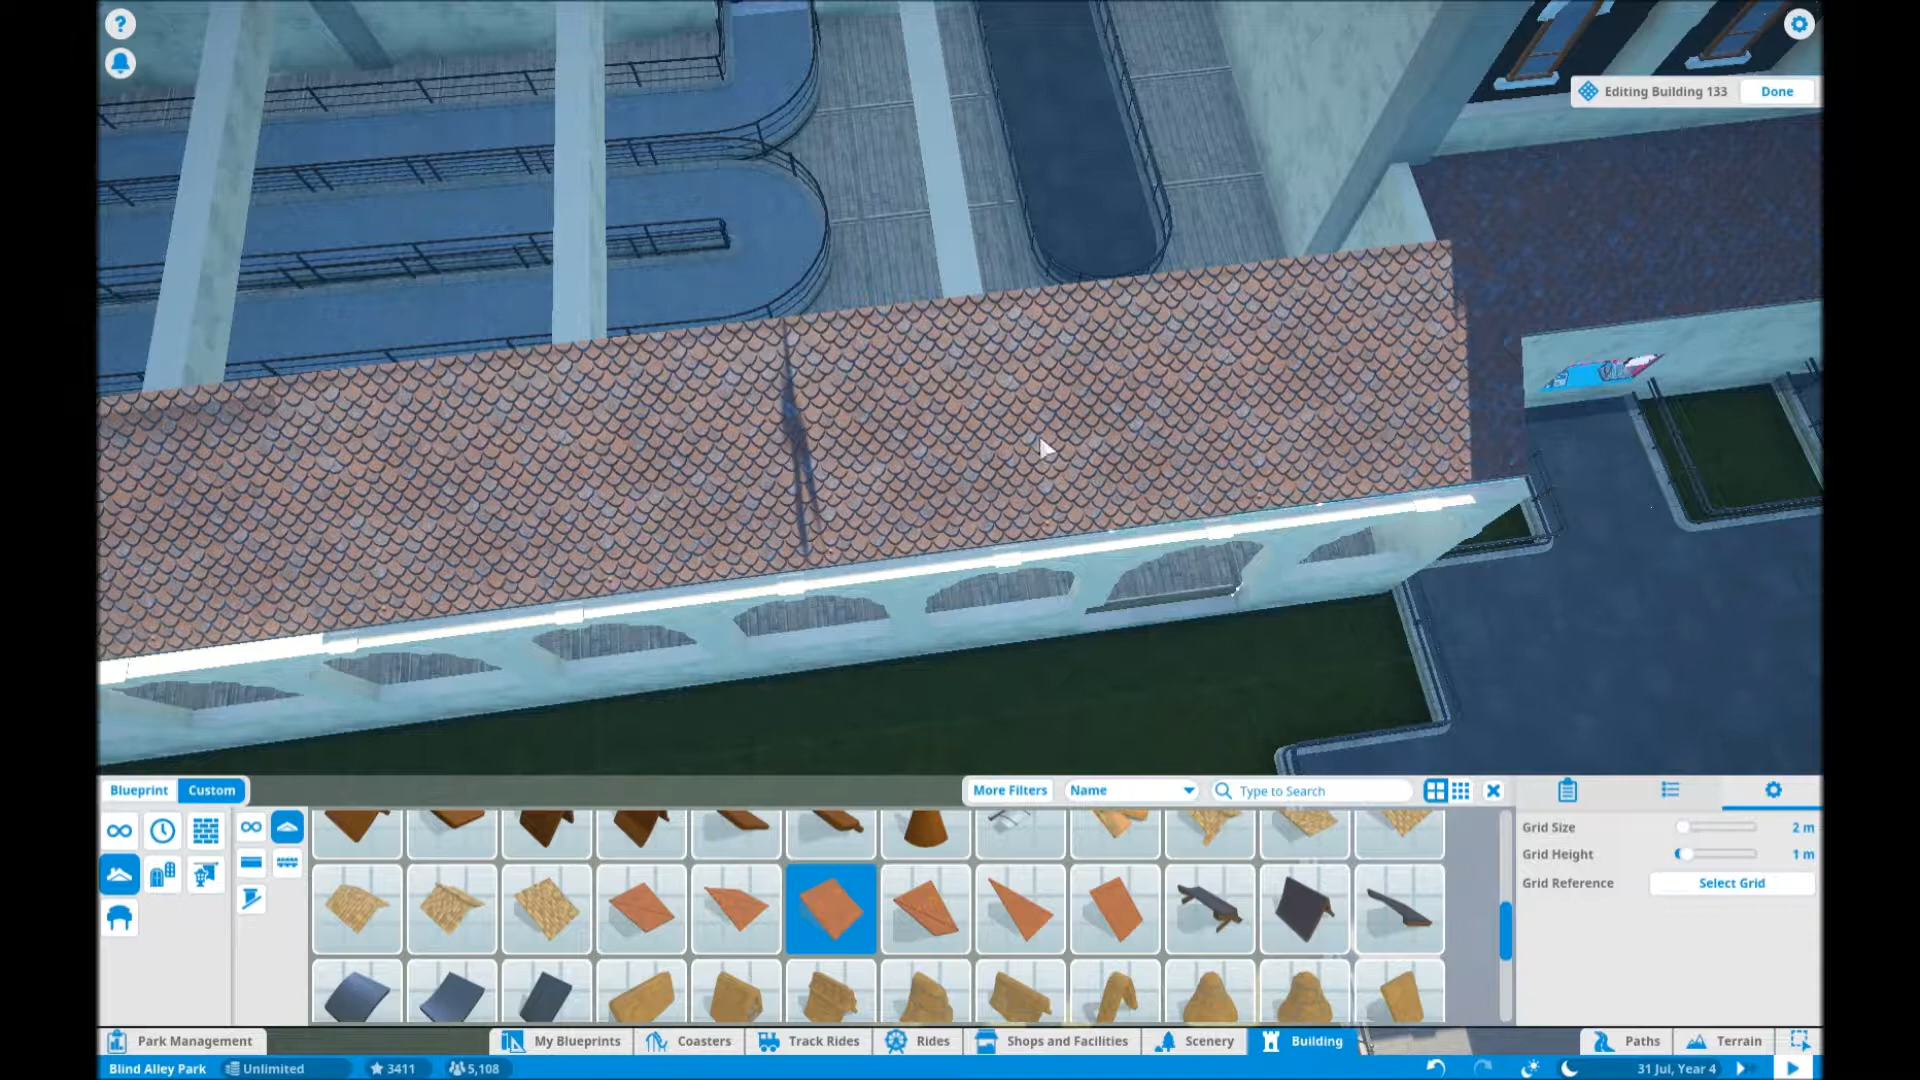 ?
Editing Building 133 Done
Blueprint Custom
More Filters Name Type to Search
Grid Size 2 m
Grid Height 1 m
Grid Reference Select Grid
Park Management My Blueprints Coasters Track Rides Rides Shops and Facilities Scenery Building Paths Terrain
Blind Alley Park Unlimited 3411 5,108 31 Jul, Year 4